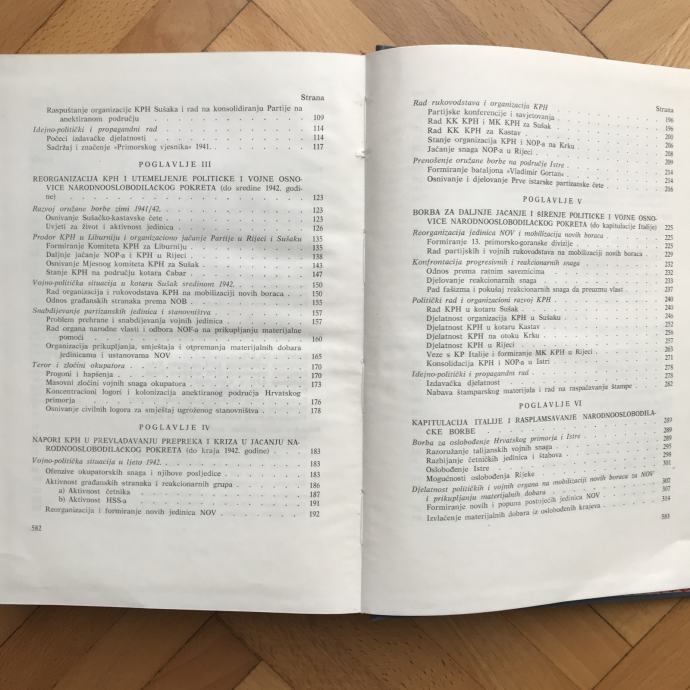 Strana
Raspuštanje organizacije KPH Sušaka i rad na konsolidiranju Partije na
anektiranom području . . . 109
Idejno-politički i propagandni rad . . . 114
Počeci izdavačke djelatnosti . . . 114
Sadržaj i značenje »Primorskog vjesnika« 1941. . . . 117
POGLAVLJE III
REORGANIZACIJA KPH I UTEMELJENJE POLITIČKE I VOJNE OSNO-
VICE NARODNOOSLOBODILAČKOG POKRETA (do sredine 1942. godi-
ne) . . . 123
Razvoj oružane borbe zimi 1941/42. . . . 123
Osnivanje Sušačko-kastavske čete . . . 123
Uvjeti za život i aktivnost jedinica . . . 126
Prodor KPH u Liburniju i organizaciono jačanje Partije u Rijeci i Sušaku 135
Formiranje Komiteta KPH za Liburniju . . . 135
Daljnje jačanje NOP-a i KPH u Rijeci . . . 138
Osnivanje Mjesnog komiteta KPH za Sušak . . . 143
Stanje KPH na području kotara Čabar . . . 147
Vojno-politička situacija u kotaru Sušak sredinom 1942. . . . 150
Rad organizacija i rukovodstava KPH na mobilizaciji novih boraca . . . 150
Odnos građanskih stranaka prema NOB . . . 155
Snabdijevanje partizanskih jedinica i stanovništva . . . 157
Problem prehrane i snabdijevanja vojnih jedinica . . . 157
Rad organa narodne vlasti i odbora NOF-a na prikupljanju materijalne
pomoći . . . 160
Organizacija prikupljanja, smještaja i otpremanja materijalnih dobara
jedinicama i ustanovama NOV . . . 165
Teror i zločini okupatora . . . 170
Progoni i hapšenja . . . 170
Masovni zločini vojnih snaga okupatora . . . 173
Koncentracioni logori i kolonizacija anektiranog područja Hrvatskog
primorja . . . 176
Osnivanje civilnih logora za smještaj ugroženog stanovništva . . . 178
POGLAVLJE IV
NAPORI KPH U PREVLADAVANJU PREPREKA I KRIZA U JAČANJU NA-
RODNOOSLOBODILAČKOG POKRETA (do kraja 1942. godine) . . . 183
Vojno-politička situacija u ljeto 1942. . . . 183
Ofenzive okupatorskih snaga i njihove posljedice . . . 183
Aktivnost građanskih stranaka i reakcionarnih grupa . . . 186
a) Aktivnost četnika . . . 187
b) Aktivnost HSS-a . . . 191
Reorganizacija i formiranje novih jedinica NOV . . . 192
582
Strana
Rad rukovodstava i organizacija KPH . . .
Partijske konferencije i savjetovanja . . . 196
Rad KK KPH i MK KPH za Sušak . . . 196
Rad KK KPH za Kastav . . . 200
Stanje organizacija KPH i NOP-a na Krku . . . 206
Jačanje snaga NOP-a u Rijeci . . . 208
209
Prenošenje oružane borbe na područje Istre . . . 214
Formiranje bataljona »Vladimir Gortan« . . . 214
Osnivanje i djelovanje Prve istarske partizanske čete . . . 216
POGLAVLJE V
BORBA ZA DALJNJE JAČANJE I ŠIRENJE POLITIČKE I VOJNE OSNO-
VICE NARODNOOSLOBODILAČKOG POKRETA (do kapitulacije Italije) 225
Reorganizacija jedinica NOV i mobilizacija novih boraca . . . 225
Formiranje 13. primorsko-goranske divizije . . . 225
Rad partijskih i vojnih rukovodstava na mobilizaciji novih boraca . . . 229
Konfrontacija progresivnih i reakcionarnih snaga . . . 232
Odnos prema ratnim saveznicima . . . 232
Djelovanje reakcionarnih snaga . . . 233
Pad fašizma i pokušaj reakcionarnih snaga da preuzmu vlast . . . 237
Politički rad i organizacioni razvoj KPH . . . 240
Rad KPH u kotaru Sušak . . . 240
Djelatnost organizacija KPH u Sušaku . . . 246
Djelatnost KPH u kotaru Kastav . . . 252
Djelatnost KPH na otoku Krku . . . 256
Djelatnost KPH u Rijeci . . . 257
Veze s KP Italije i formiranje MK KPH u Rijeci . . . 263
Konsolidacija KPH i NOP-a u Istri . . . 271
Idejno-politički i propagandni rad . . . 278
Izdavačka djelatnost . . . 278
Nabava štamparskog materijala i rad na raspačavanju štampe . . . 282
POGLAVLJE VI
KAPITULACIJA ITALIJE I RASPLAMSAVANJE NARODNOOSLOBODILA-
ČKE BORBE . . . 289
Borba za oslobođenje Hrvatskog primorja i Istre . . . 289
Razoružanje talijanskih vojnih snaga . . . 289
Razbijanje četničkih jedinica i štabova . . . 295
Oslobođenje Istre . . . 298
Mogućnosti oslobođenja Rijeke . . . 301
Djelatnost političkih i vojnih organa na mobilizaciji novih boraca za NOV
i prikupljanju materijalnih dobara . . . 307
Formiranje novih i popuna postojećih jedinica NOV . . . 307
Izvlačenje materijalnih dobara iz oslobođenih krajeva . . . 314
583